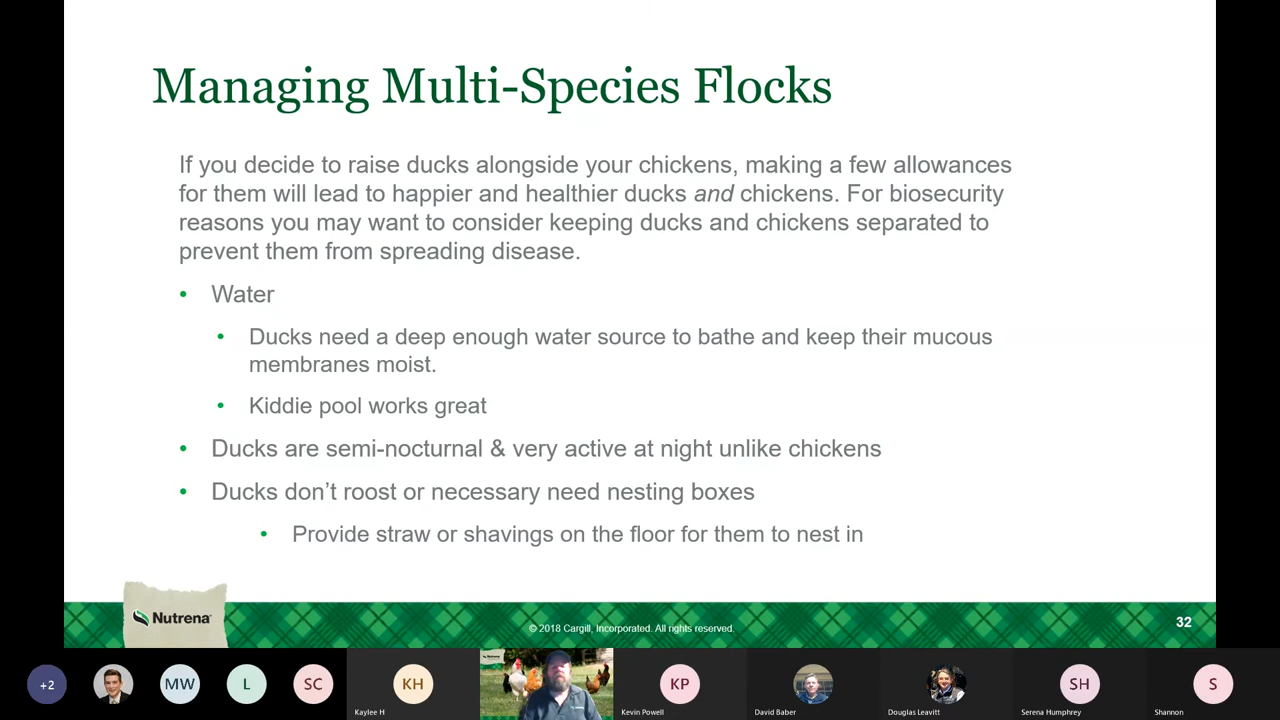 Managing Multi-Species Flocks
If you decide to raise ducks alongside your chickens, making a few allowances
for them will lead to happier and healthier ducks and chickens. For biosecurity
reasons you may want to consider keeping ducks and chickens separated to
prevent them from spreading disease.
• Water
• Ducks need a deep enough water source to bathe and keep their mucous
membranes moist.
• Kiddie pool works great
• Ducks are semi-nocturnal & very active at night unlike chickens
• Ducks don’t roost or necessary need nesting boxes
• Provide straw or shavings on the floor for them to nest in
Nutrena
© 2018 Cargill, Incorporated. All rights reserved.
32
+2
MW
L
SC
KH
Kaylee H
KP
Kevin Powell
David Baber
Douglas Leavitt
SH
Serena Humphrey
S
Shannon